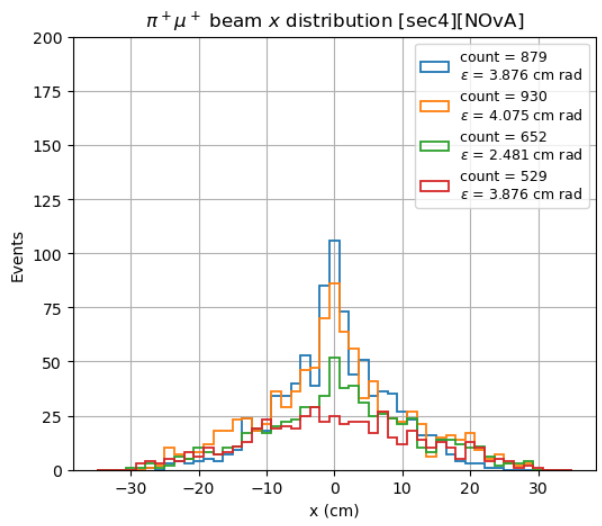 π⁺μ⁺ beam x distribution [sec4][NOvA]
count = 879
ε = 3.876 cm rad
count = 930
ε = 4.075 cm rad
count = 652
ε = 2.481 cm rad
count = 529
ε = 3.876 cm rad
200
175
150
125
100
75
50
25
0
Events
−30
−20
−10
0
10
20
30
x (cm)